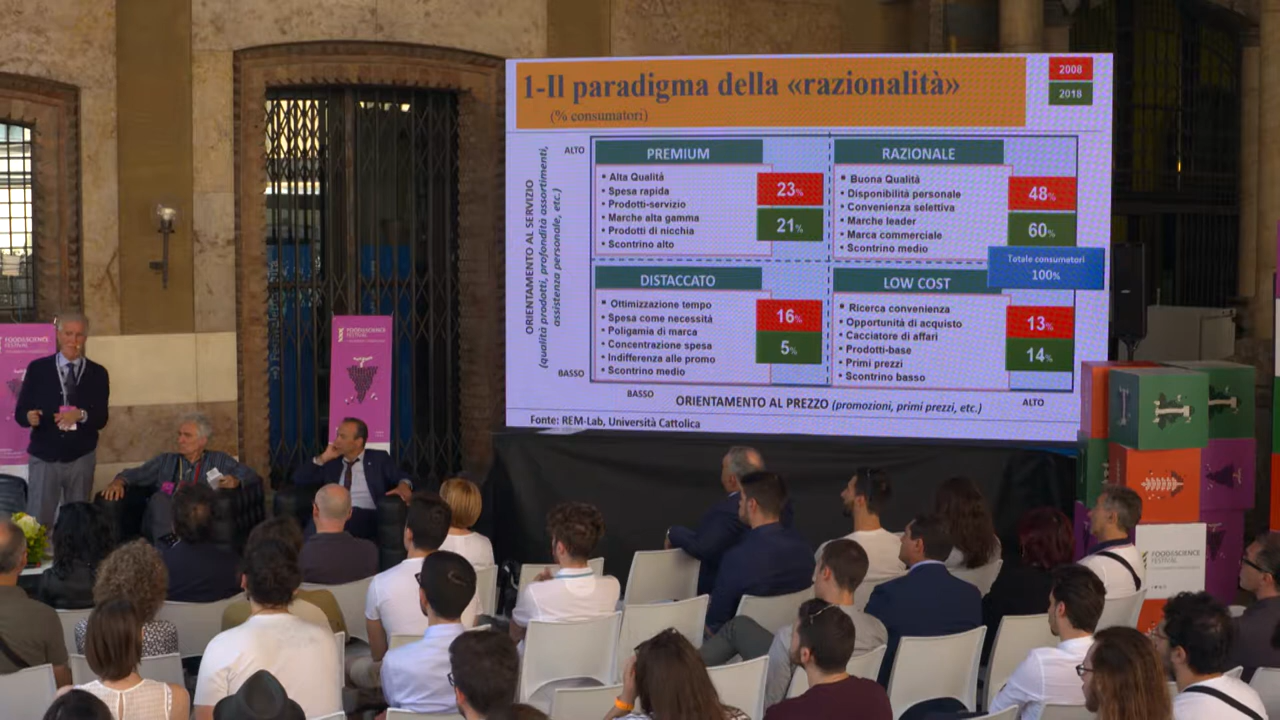 1-Il paradigma della «razionalità»
(% consumatori)
2008
2018
ORIENTAMENTO AL SERVIZIO
(qualità prodotti, profondità assortimenti,
assistenza personale, etc.)
ALTO
BASSO
PREMIUM
▪ Alta Qualità
▪ Spesa rapida
▪ Prodotti-servizio
▪ Marche alta gamma
▪ Prodotti di nicchia
▪ Scontrino alto
23%
21%
RAZIONALE
▪ Buona Qualità
▪ Disponibilità personale
▪ Convenienza selettiva
▪ Marche leader
▪ Marca commerciale
▪ Scontrino medio
48%
60%
Totale consumatori
100%
DISTACCATO
▪ Ottimizzazione tempo
▪ Spesa come necessità
▪ Poligamia di marca
▪ Concentrazione spesa
▪ Indifferenza alle promo
▪ Scontrino medio
16%
5%
LOW COST
▪ Ricerca convenienza
▪ Opportunità di acquisto
▪ Cacciatore di affari
▪ Prodotti-base
▪ Primi prezzi
▪ Scontrino basso
13%
14%
BASSO
ALTO
ORIENTAMENTO AL PREZZO (promozioni, primi prezzi, etc.)
Fonte: REM-Lab, Università Cattolica
FOOD&SCIENCE
FESTIVAL
FOOD&SCIENCE
FESTIVAL
FOOD&SCIENCE
FESTIVAL